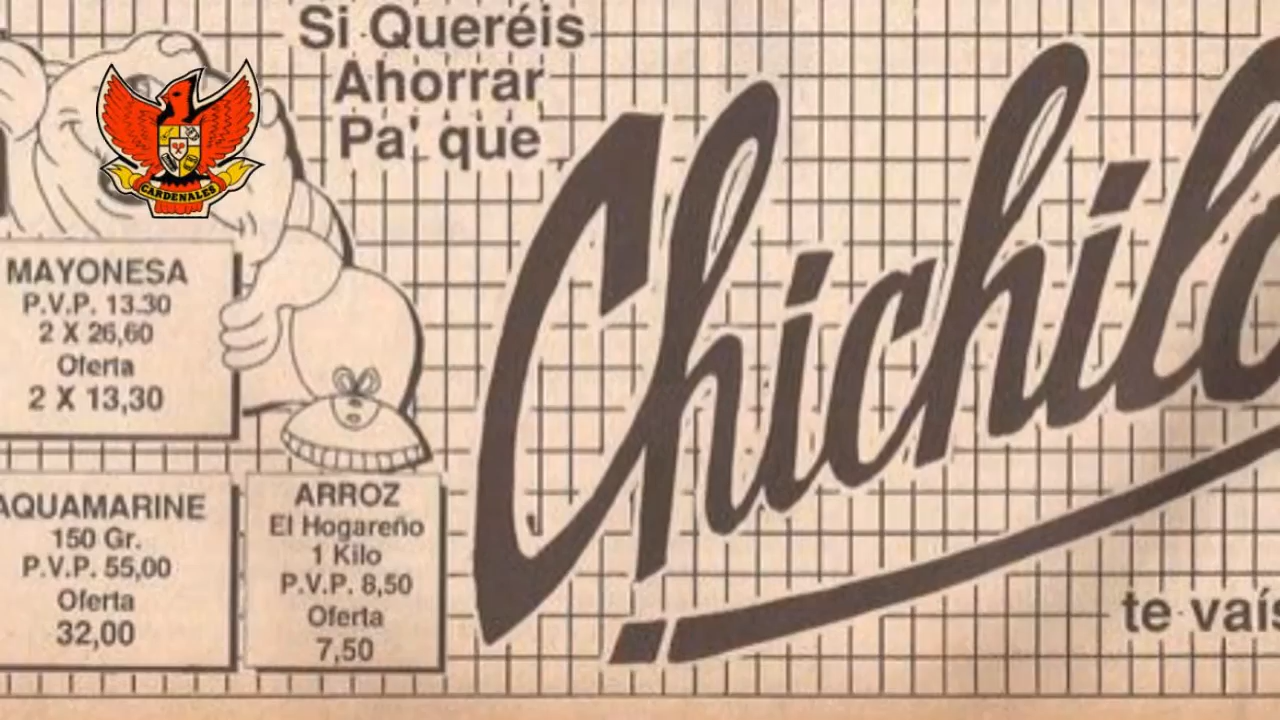 Si Queréis
Ahorrar
Pa' que
CARDENALES
MAYONESA
P.V.P. 13.30
2 X 26,60
Oferta
2 X 13,30
AQUAMARINE
150 Gr.
P.V.P. 55,00
Oferta
32,00
ARROZ
El Hogareño
1 Kilo
P.V.P. 8,50
Oferta
7,50
Chichilo
te vaís